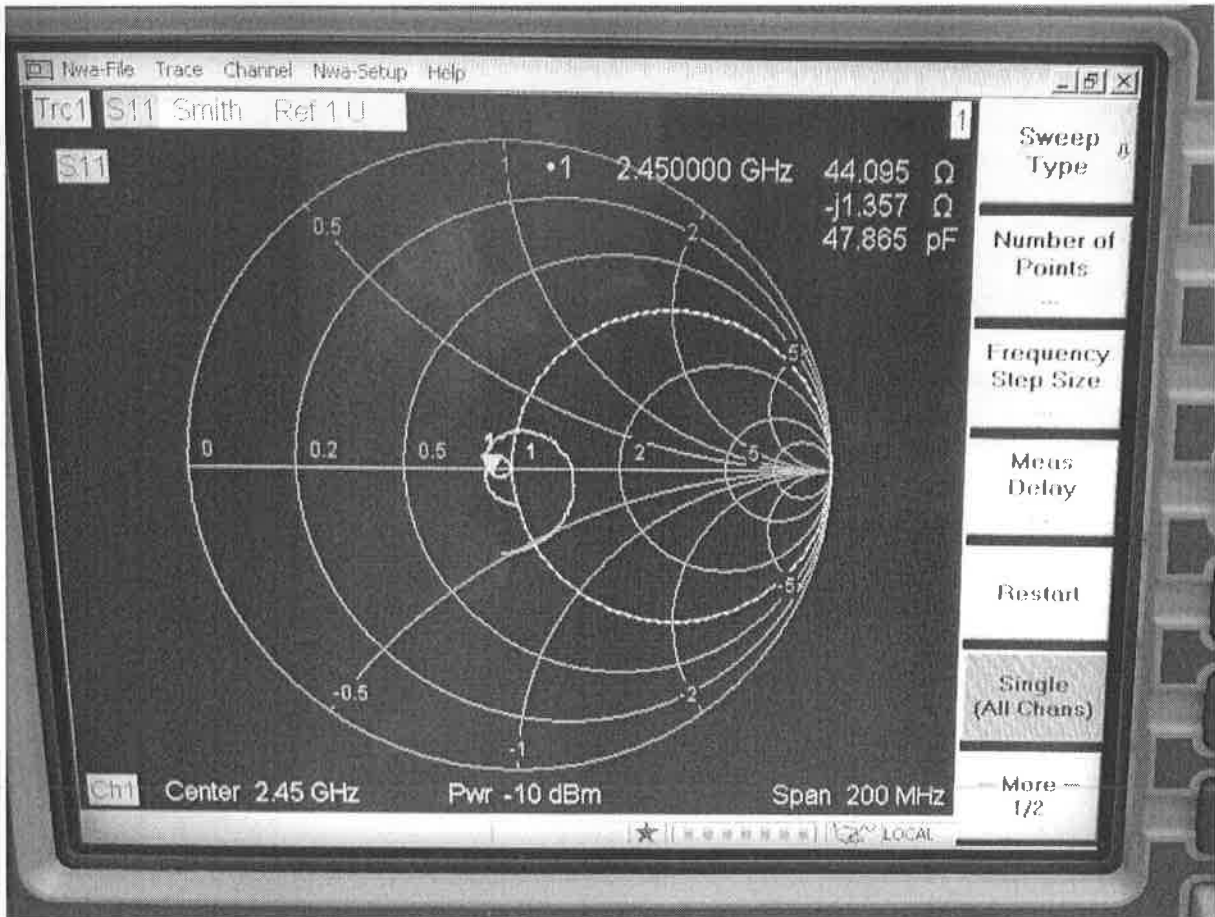 Nwa-File Trace Channel Nwa-Setup Help
Trc1 S11 Smith Ref 1 U
1
S11
•1 2.450000 GHz 44.095 Ω
-j1.357 Ω
47.865 pF
1
0.5
2
5
0
0.2
0.5
1
1
2
5
-0.5
-1
-2
-5
Ch1 Center 2.45 GHz Pwr -10 dBm Span 200 MHz
LOCAL
Sweep
Type
Number of
Points
...
Frequency
Step Size
...
Meas
Delay
...
Restart
Single
(All Chans)
— More —
1/2